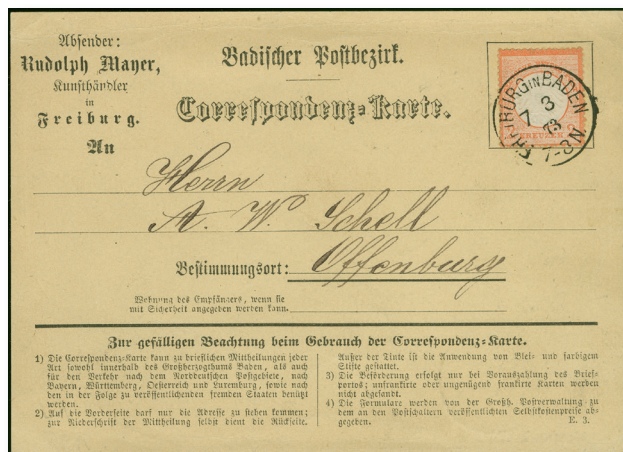 Absender:
Rudolph Mayer,
Kunsthändler
in
Freiburg.
Badischer Postbezirk.
Correspondenz-Karte.
FREIBURG IN BADEN
7 3
73
7-8N.
KREUZER
An
Herrn
A. W. Schell
Bestimmungsort: Offenburg
Wohnung des Empfängers, wenn sie
mit Sicherheit angegeben werden kann.
Zur gefälligen Beachtung beim Gebrauch der Correspondenz-Karte.
1) Die Correspondenz-Karte kann zu brieflichen Mittheilungen jeder
Art sowohl innerhalb des Großherzogthums Baden, als auch
für den Verkehr nach dem Norddeutschen Postgebiet, nach
Bayern, Württemberg, Oesterreich und Luxemburg, sowie nach
den in der Folge zu veröffentlichenden fremden Staaten benützt
werden.
2) Auf die Vorderseite darf nur die Adresse zu stehen kommen;
zur Niederschrift der Mittheilung selbst dient die Rückseite.
Außer der Tinte ist die Anwendung von Blei- und farbigem
Stifte gestattet.
3) Die Beförderung erfolgt nur bei Vorauszahlung des Brief-
portos; unfrankirte oder ungenügend frankirte Karten werden
nicht abgesandt.
4) Die Formulare werden von der Großh. Postverwaltung zu
dem an den Postschaltern veröffentlichten Selbstkostenpreise ab-
gegeben. E. 3.